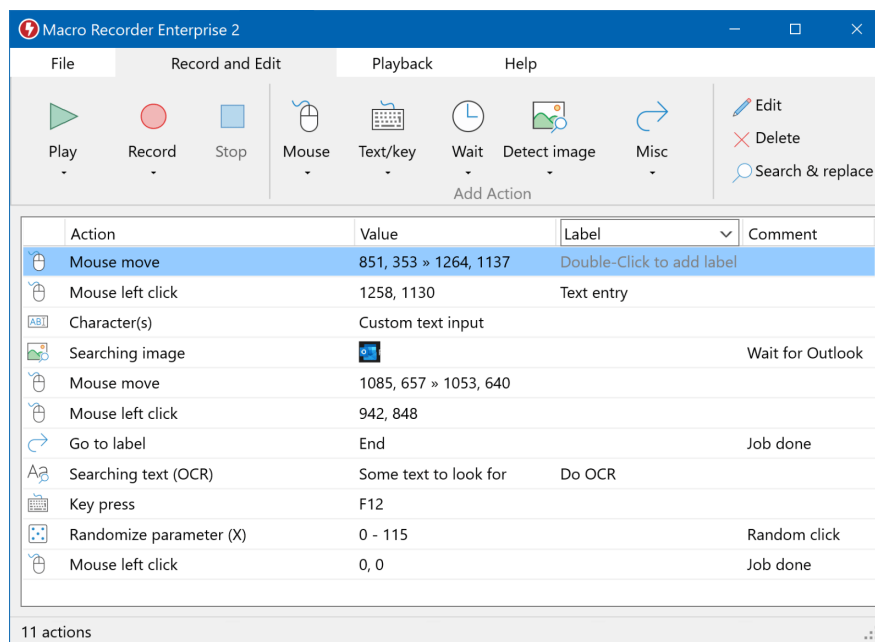 Macro Recorder Enterprise 2
File Record and Edit Playback Help
Play Record Stop Mouse Text/key Wait Detect image Misc
Edit
Delete
Search & replace
Add Action
Action Value Label Comment
Mouse move 851, 353 » 1264, 1137 Double-Click to add label
Mouse left click 1258, 1130 Text entry
ABI Character(s) Custom text input
Searching image Wait for Outlook
Mouse move 1085, 657 » 1053, 640
Mouse left click 942, 848
Go to label End Job done
Aa Searching text (OCR) Some text to look for Do OCR
Key press F12
Randomize parameter (X) 0 - 115 Random click
Mouse left click 0, 0 Job done
11 actions